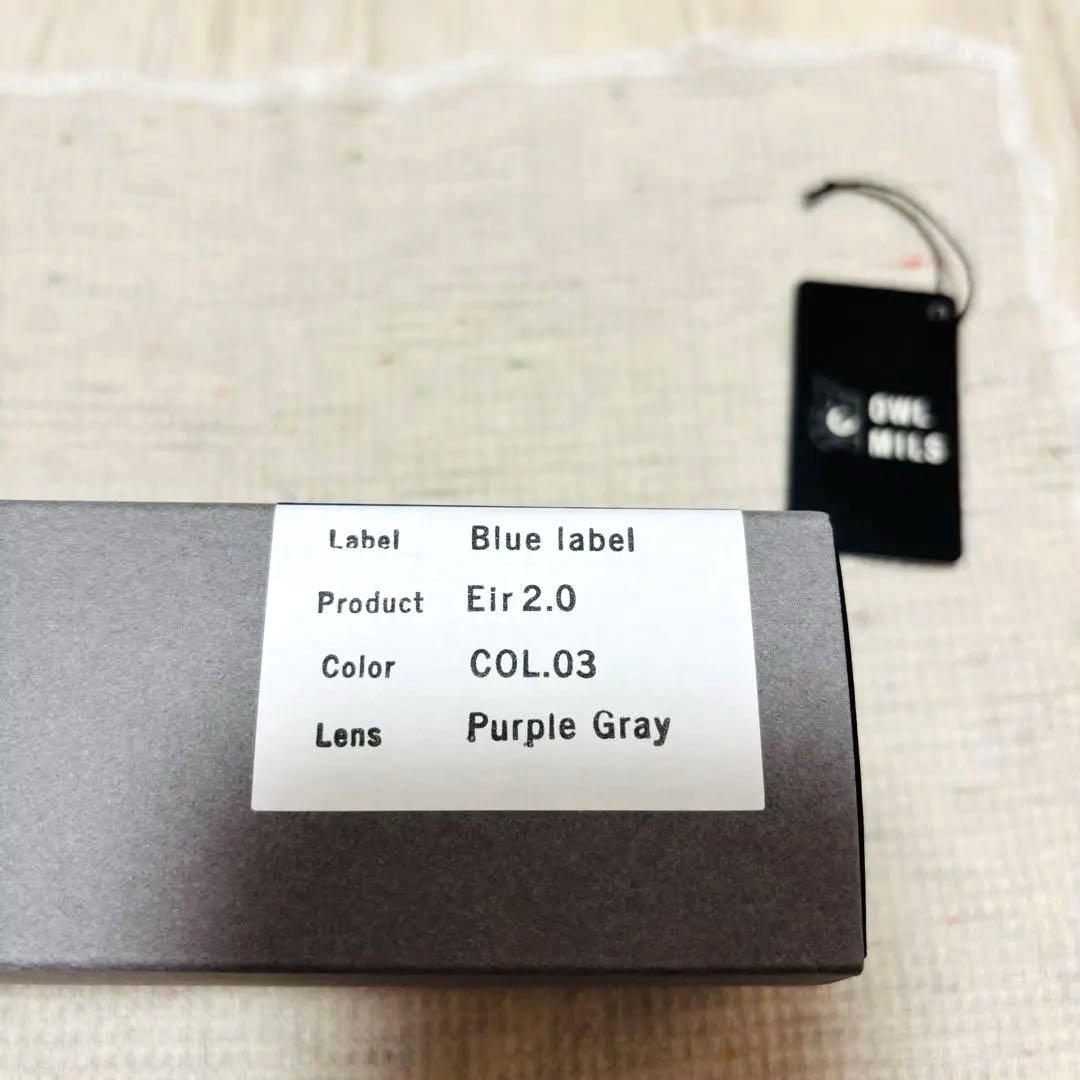 OWL
MILS
Label Blue label
Product Eir 2.0
Color COL.03
Lens Purple Gray